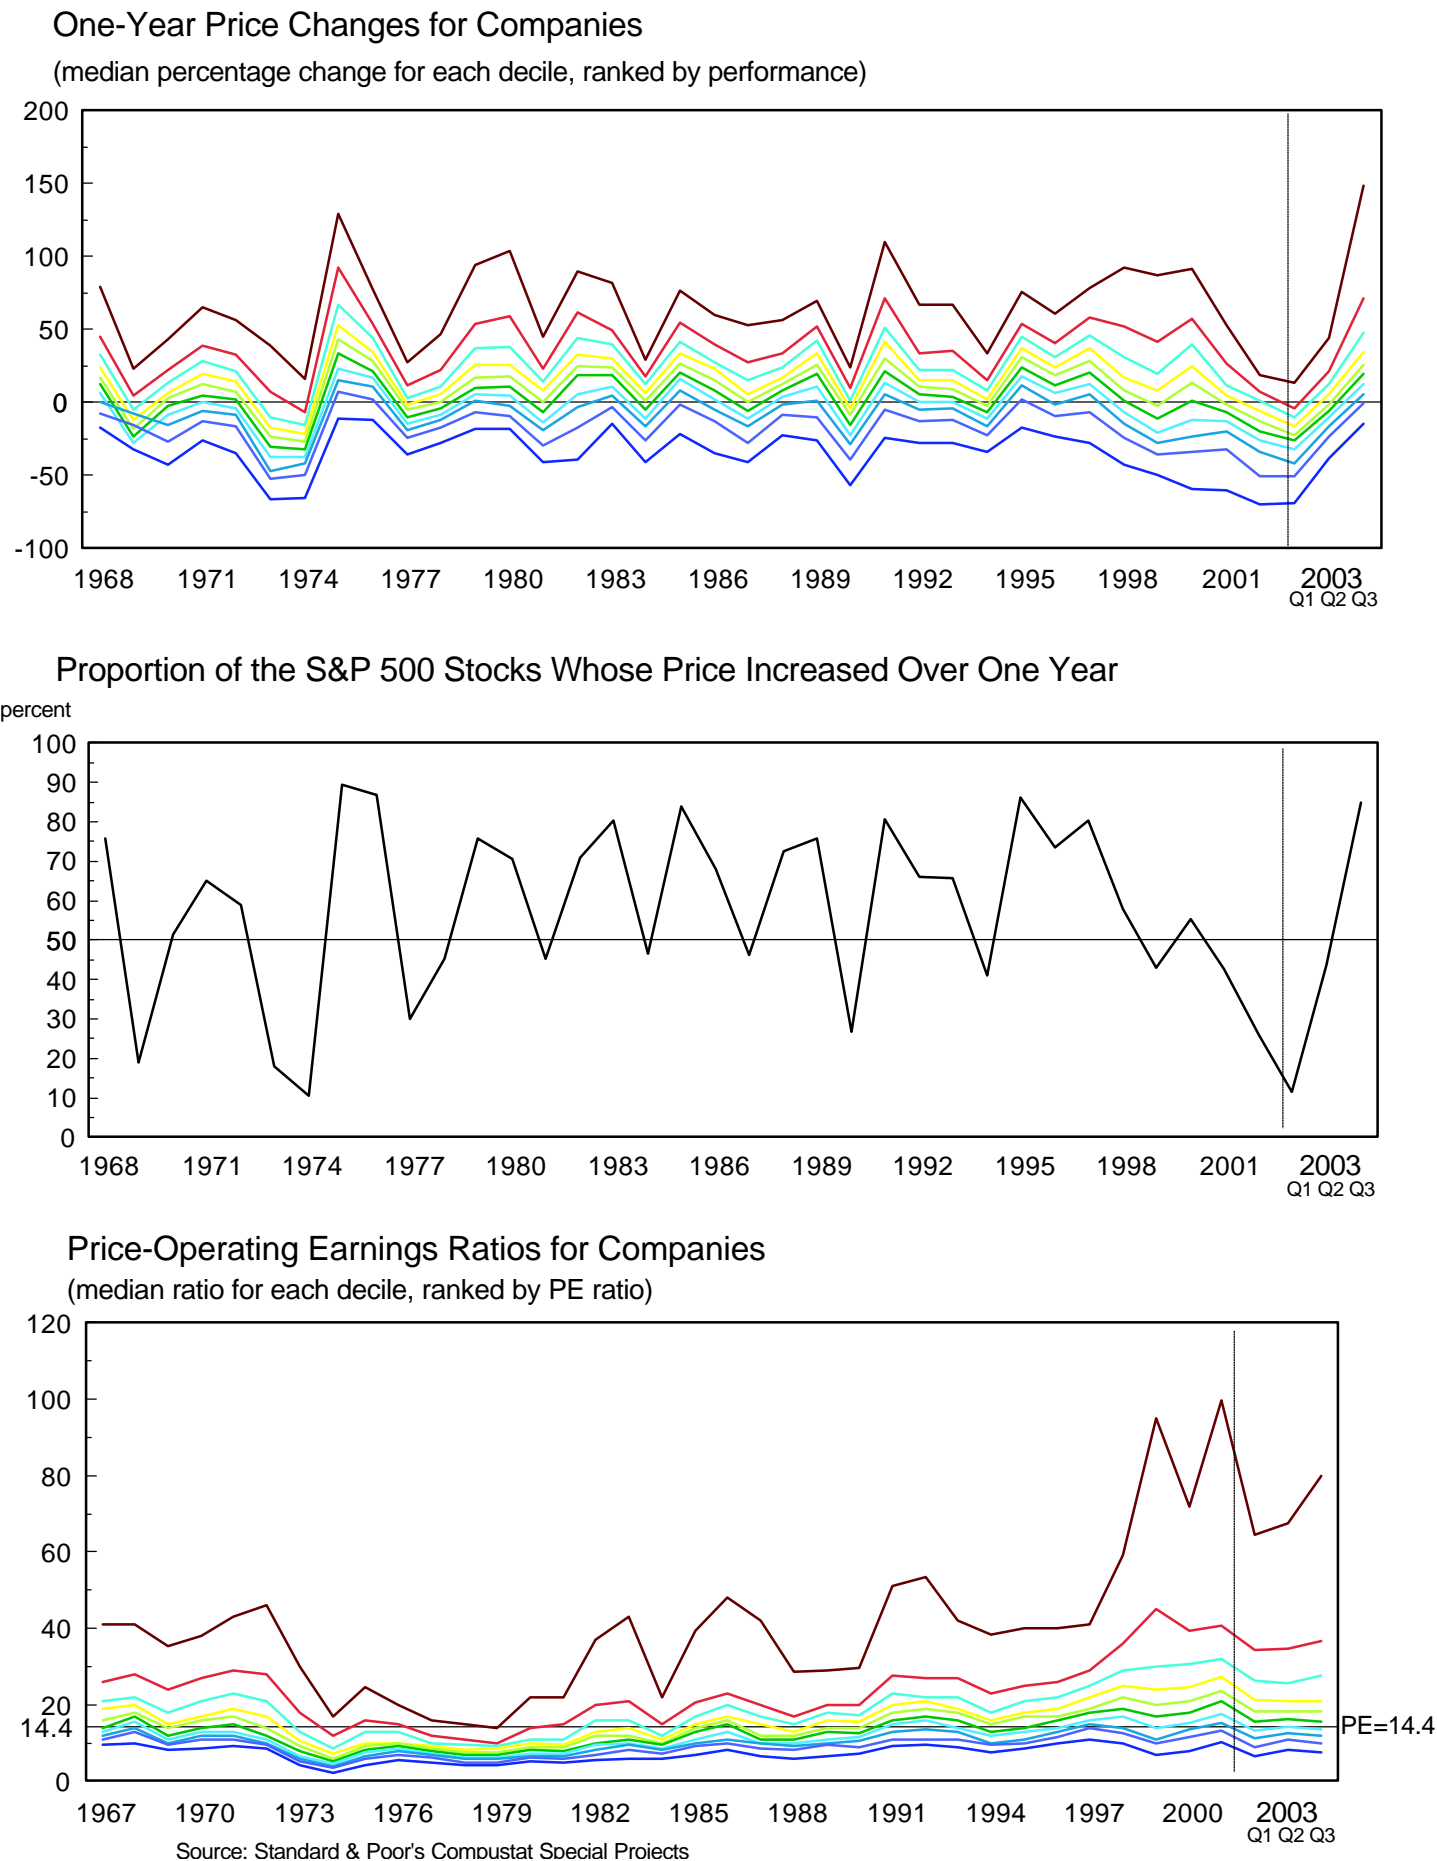 One-Year Price Changes for Companies
(median percentage change for each decile, ranked by performance)
200
150
100
50
0
-50
-100
1968 1971 1974 1977 1980 1983 1986 1989 1992 1995 1998 2001 2003
Q1 Q2 Q3
Proportion of the S&P 500 Stocks Whose Price Increased Over One Year
percent
100
90
80
70
60
50
40
30
20
10
0
1968 1971 1974 1977 1980 1983 1986 1989 1992 1995 1998 2001 2003
Q1 Q2 Q3
Price-Operating Earnings Ratios for Companies
(median ratio for each decile, ranked by PE ratio)
120
100
80
60
40
20
14.4 PE=14.4
0
1967 1970 1973 1976 1979 1982 1985 1988 1991 1994 1997 2000 2003
Q1 Q2 Q3
Source: Standard & Poor's Compustat Special Projects